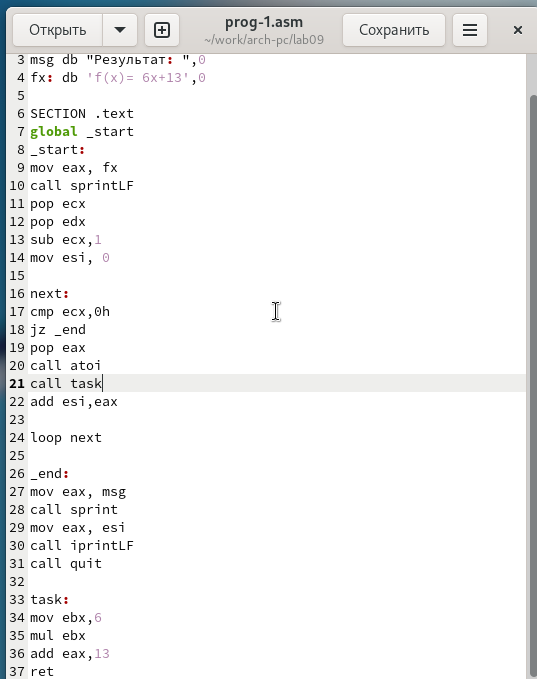 Открыть
prog-1.asm
~/work/arch-pc/lab09
Сохранить
3 msg db "Результат: ",0
4 fx: db 'f(x)= 6x+13',0
5
6 SECTION .text
7 global _start
8 _start:
9 mov eax, fx
10 call sprintLF
11 pop ecx
12 pop edx
13 sub ecx,1
14 mov esi, 0
15
16 next:
17 cmp ecx,0h
18 jz _end
19 pop eax
20 call atoi
21 call task
22 add esi,eax
23
24 loop next
25
26 _end:
27 mov eax, msg
28 call sprint
29 mov eax, esi
30 call iprintLF
31 call quit
32
33 task:
34 mov ebx,6
35 mul ebx
36 add eax,13
37 ret